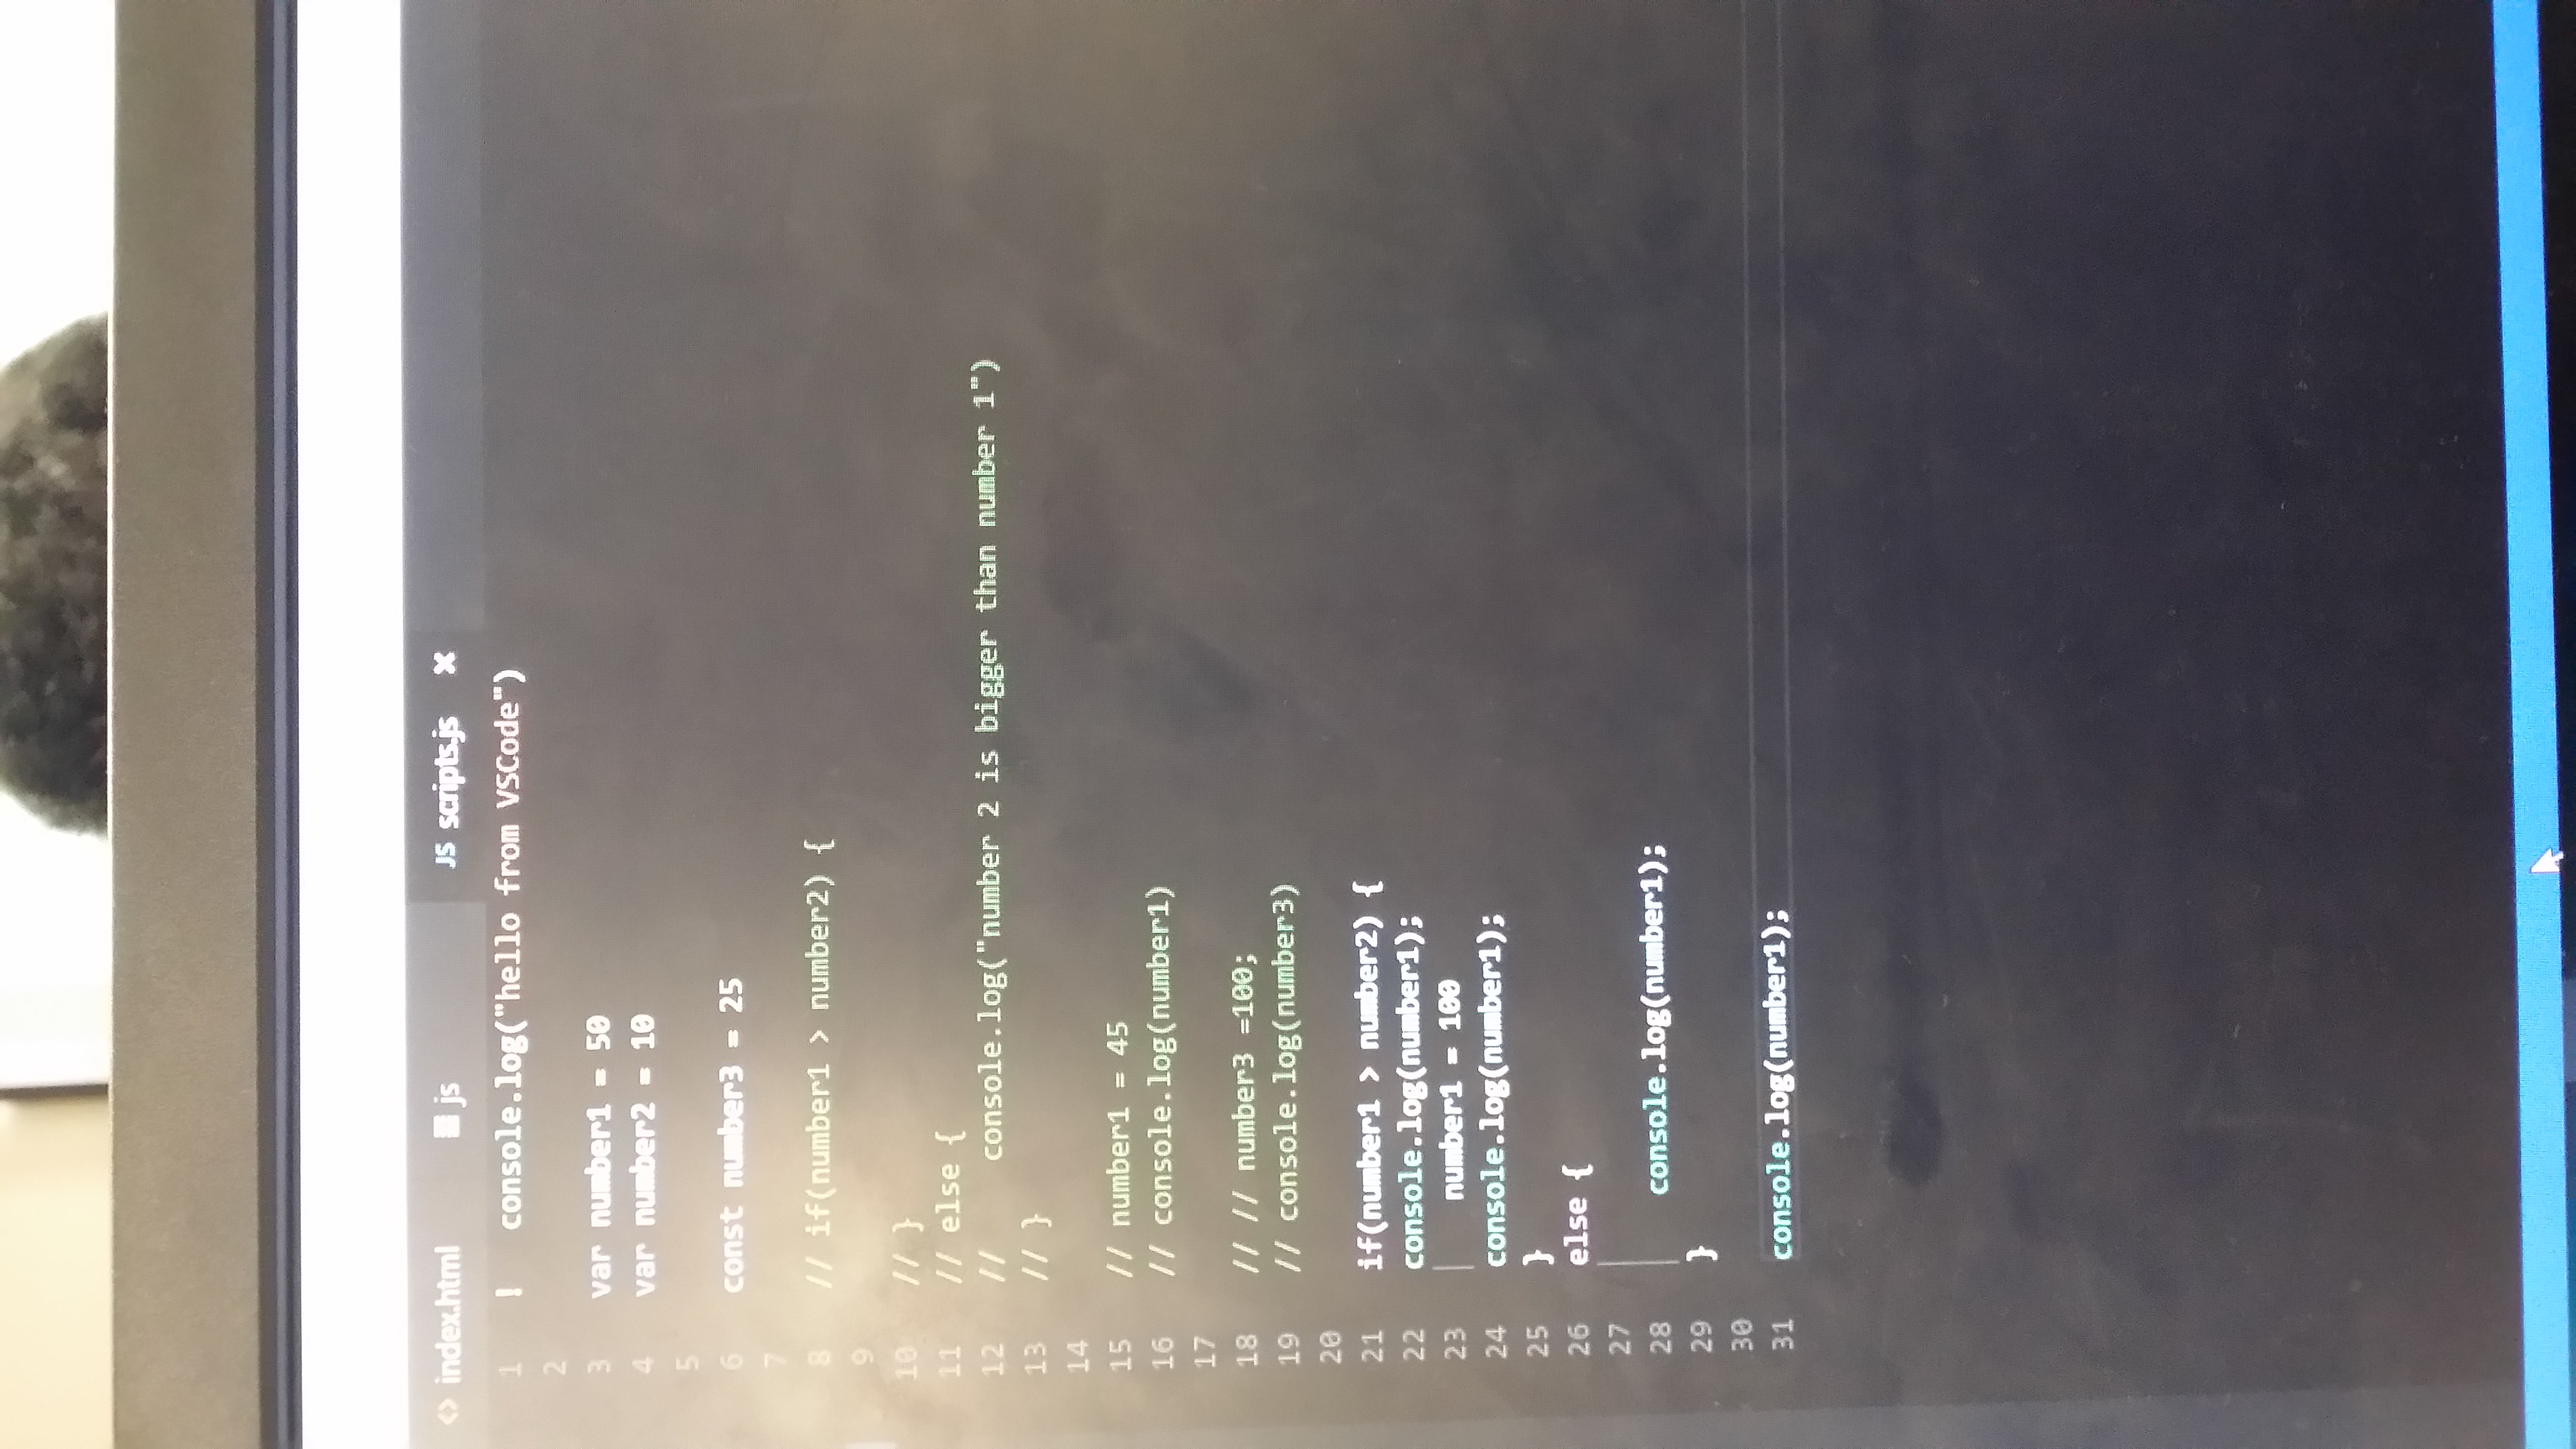 index.html js JS scripts.js
1 ! console.log("hello from VSCode")
2
3 var number1 = 50
4 var number2 = 10
5
6 const number3 = 25
7
8 // if(number1 > number2) {
9
10 // }
11 // else {
12 //     console.log("number 2 is bigger than number 1")
13 // }
14
15 // number1 = 45
16 // console.log(number1)
17
18 // // number3 =100;
19 // console.log(number3)
20
21 if(number1 > number2) {
22 console.log(number1);
23     number1 = 100
24 console.log(number1);
25 }
26 else {
27
28     console.log(number1);
29 }
30
31 console.log(number1);